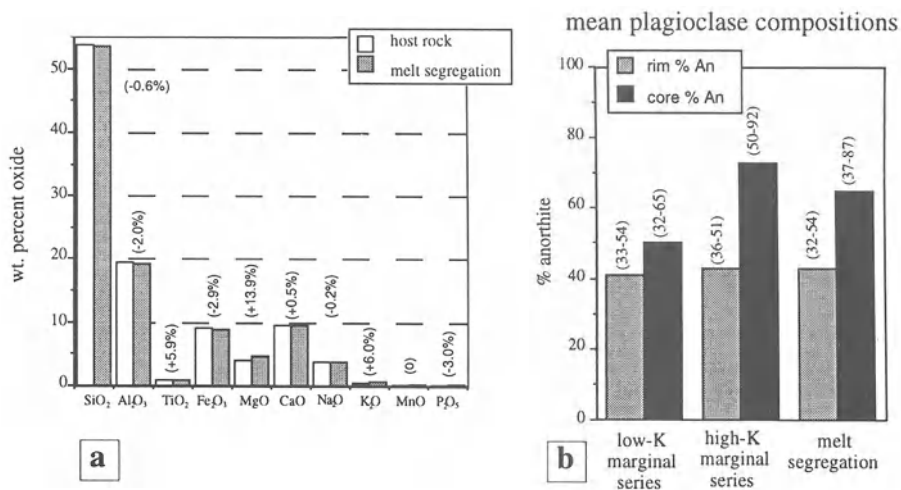 host rock
melt segregation
wt. percent oxide
50
40
30
20
10
0
(-0.6%)
(-2.0%)
(+5.9%)
(-2.9%)
(+13.9%)
(+0.5%)
(-0.2%)
(+6.0%)
(0)
(-3.0%)
SiO₂ Al₂O₃ TiO₂ Fe₂O₃ MgO CaO Na₂O K₂O MnO P₂O₅
a
mean plagioclase compositions
rim % An
core % An
% anorthite
100
80
60
40
20
0
(33-54)
(32-65)
(36-51)
(50-92)
(32-54)
(37-87)
low-K
marginal
series
high-K
marginal
series
melt
segregation
b